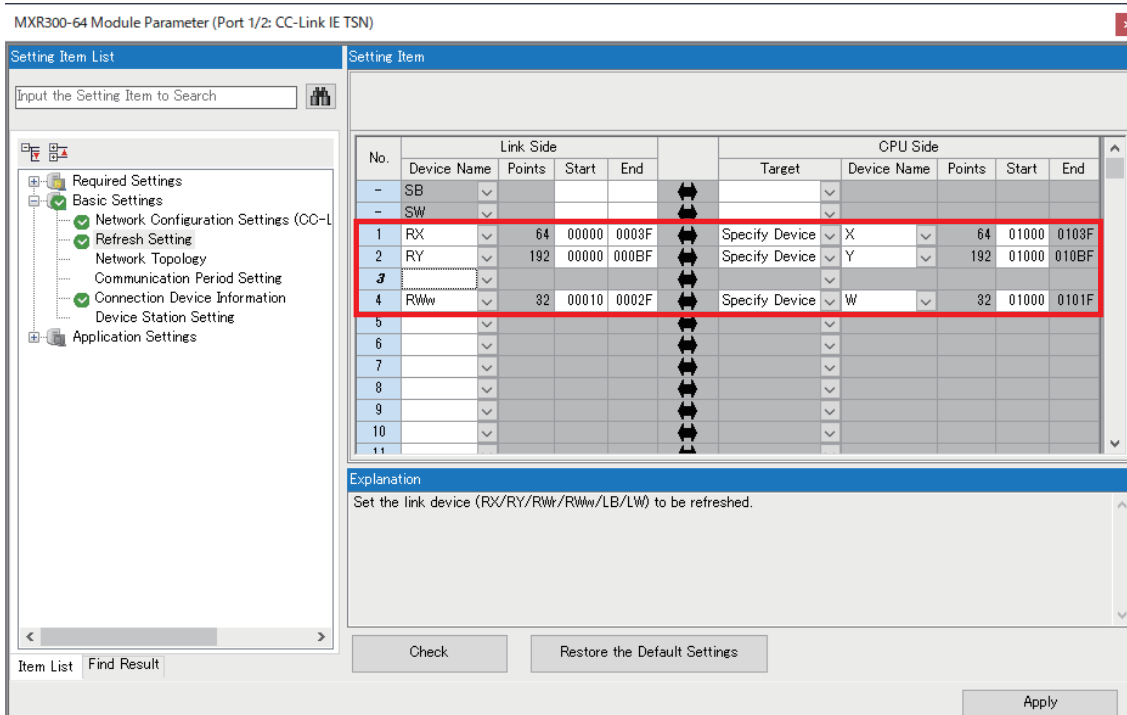 MXR300-64 Module Parameter (Port 1/2: CC-Link IE TSN)
Setting Item List
Input the Setting Item to Search
Required Settings
Basic Settings
Network Configuration Settings (CC-L
Refresh Setting
Network Topology
Communication Period Setting
Connection Device Information
Device Station Setting
Application Settings
Item List Find Result
Setting Item
No. Link Side CPU Side
Device Name Points Start End Target Device Name Points Start End
- SB
- SW
1 RX 64 00000 0003F Specify Device X 64 01000 0103F
2 RY 192 00000 000BF Specify Device Y 192 01000 010BF
3
4 RWw 32 00010 0002F Specify Device W 32 01000 0101F
5
6
7
8
9
10
11
Explanation
Set the link device (RX/RY/RWr/RWw/LB/LW) to be refreshed.
Check Restore the Default Settings
Apply